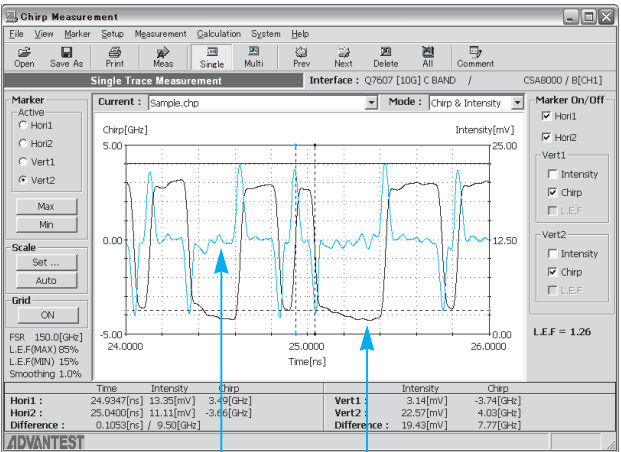 Chirp Measurement
File View Marker Setup Measurement Calculation System Help
Open Save As Print Meas Single Multi Prev Next Delete All Comment
Single Trace Measurement Interface : Q7607 [10G] C BAND / CSA8000 / B[CH1]
Marker
Active
Hori1
Hori2
Vert1
Vert2
Max
Min
Scale
Set ...
Auto
Grid
ON
FSR 150.0[GHz]
L.E.F(MAX) 85%
L.E.F(MIN) 15%
Smoothing 1.0%
Current : Sample.chp Mode : Chirp & Intensity
Chirp[GHz] Intensity[mV]
5.00 25.00
0.00 12.50
-5.00 0.00
24.0000 25.0000 26.0000
Time[ns]
Marker On/Off
Hori1
Hori2
Vert1
Intensity
Chirp
L.E.F
Vert2
Intensity
Chirp
L.E.F
L.E.F = 1.26
Time Intensity Chirp Intensity Chirp
Hori1 : 24.9347[ns] 13.35[mV] 3.49[GHz] Vert1 : 3.14[mV] -3.74[GHz]
Hori2 : 25.0400[ns] 11.11[mV] -3.66[GHz] Vert2 : 22.57[mV] 4.03[GHz]
Difference : 0.1053[ns] / 9.50[GHz] Difference : 19.43[mV] 7.77[GHz]
ADVANTEST